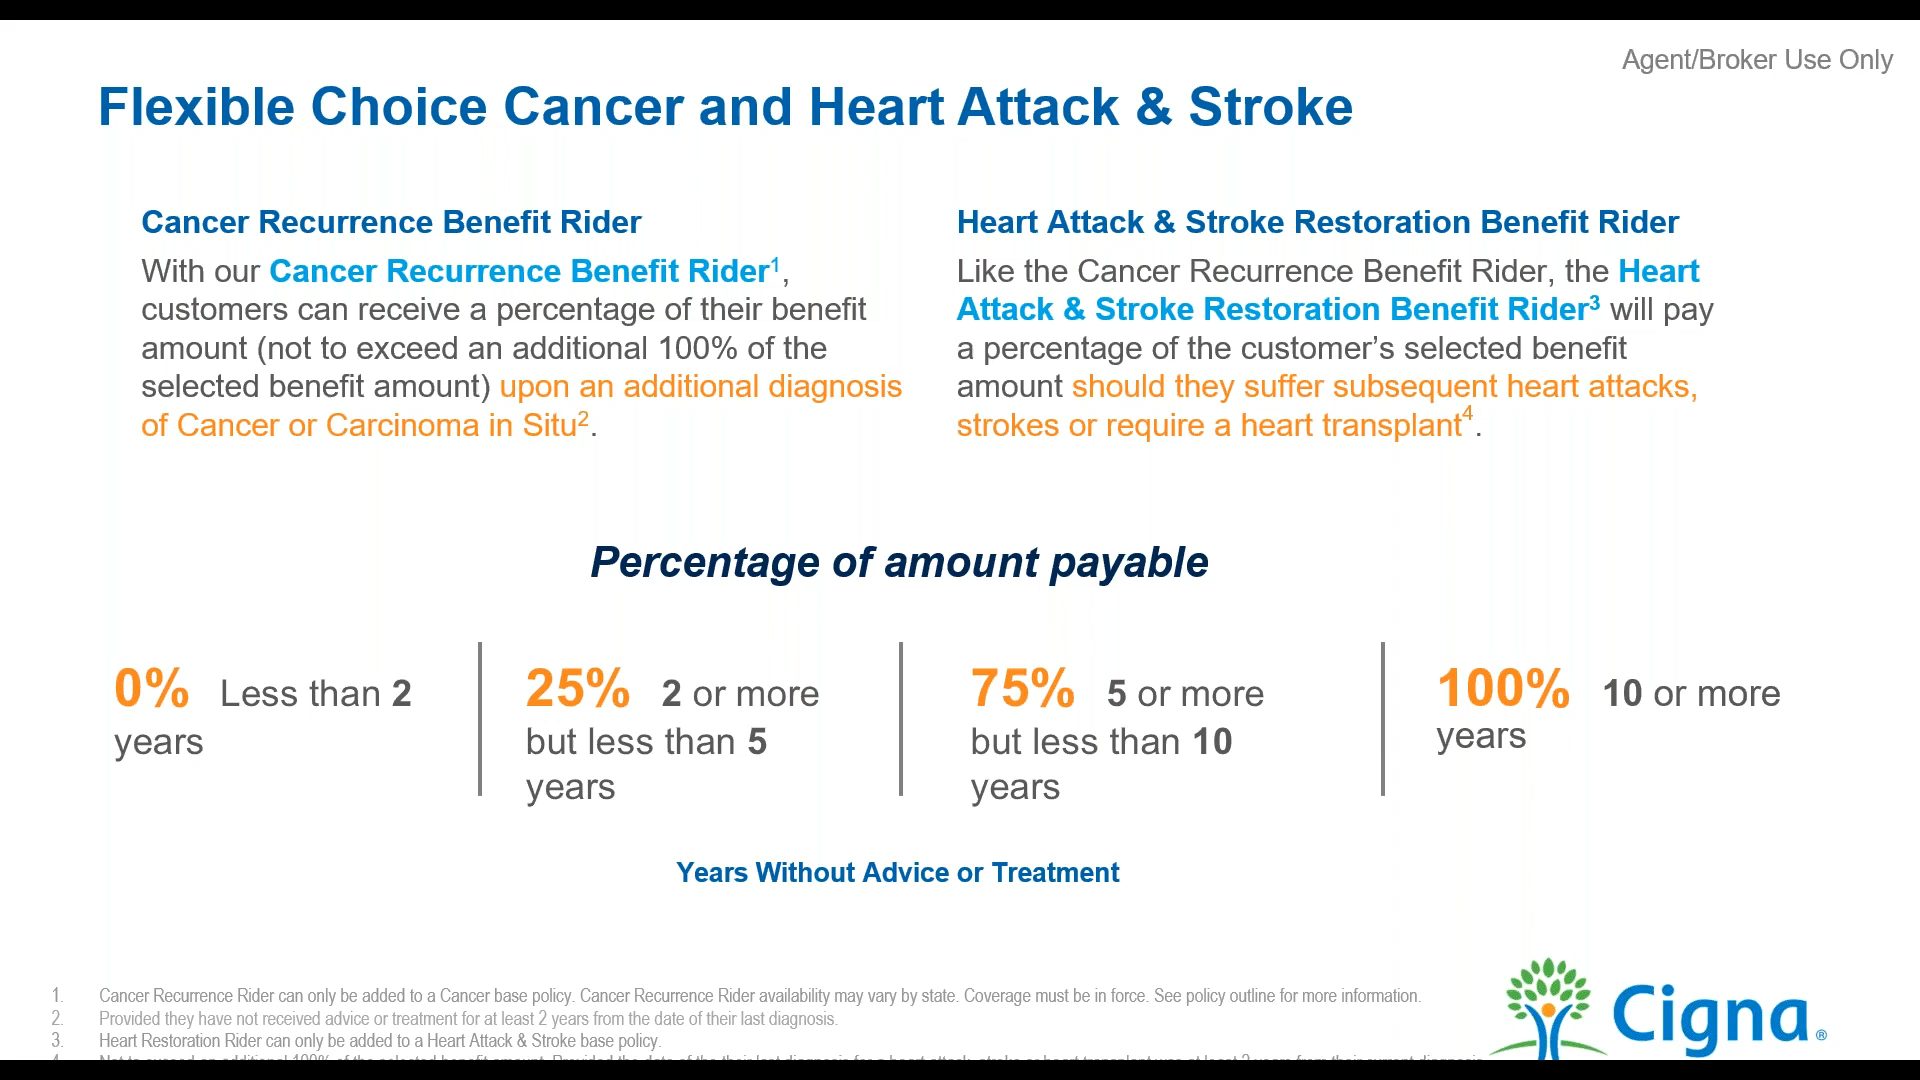 Agent/Broker Use Only
Flexible Choice Cancer and Heart Attack & Stroke
Cancer Recurrence Benefit Rider
With our Cancer Recurrence Benefit Rider1,
customers can receive a percentage of their benefit
amount (not to exceed an additional 100% of the
selected benefit amount) upon an additional diagnosis
of Cancer or Carcinoma in Situ2.
Heart Attack & Stroke Restoration Benefit Rider
Like the Cancer Recurrence Benefit Rider, the Heart
Attack & Stroke Restoration Benefit Rider3 will pay
a percentage of the customer’s selected benefit
amount should they suffer subsequent heart attacks,
strokes or require a heart transplant4.
Percentage of amount payable
0% Less than 2
years
25% 2 or more
but less than 5
years
75% 5 or more
but less than 10
years
100% 10 or more
years
Years Without Advice or Treatment
1. Cancer Recurrence Rider can only be added to a Cancer base policy. Cancer Recurrence Rider availability may vary by state. Coverage must be in force. See policy outline for more information.
2. Provided they have not received advice or treatment for at least 2 years from the date of their last diagnosis.
3. Heart Restoration Rider can only be added to a Heart Attack & Stroke base policy.
Cigna®